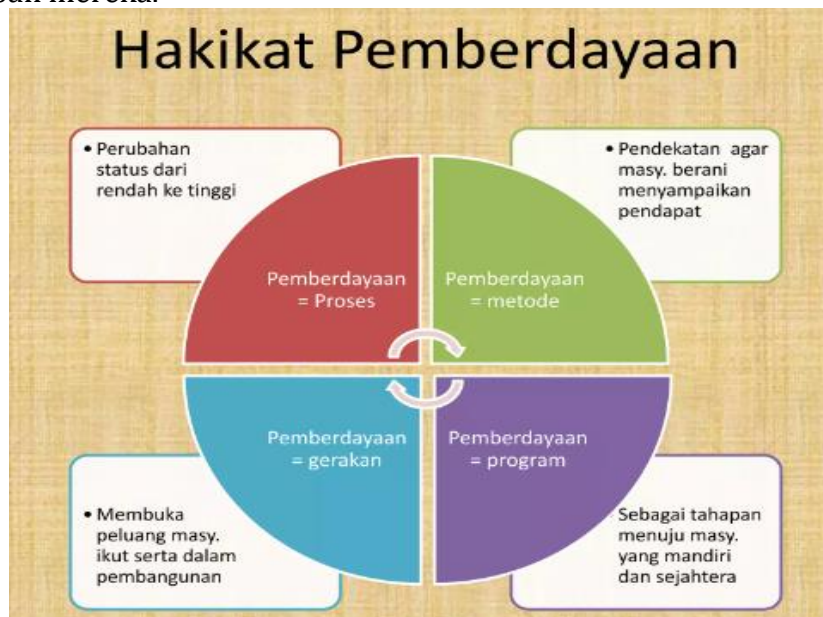 Hakikat Pemberdayaan
• Perubahan
status dari
rendah ke tinggi
• Pendekatan agar
masy. berani
menyampaikan
pendapat
Pemberdayaan
= Proses
Pemberdayaan
= metode
Pemberdayaan
= gerakan
Pemberdayaan
= program
• Membuka
peluang masy.
ikut serta dalam
pembangunan
Sebagai tahapan
menuju masy.
yang mandiri
dan sejahtera